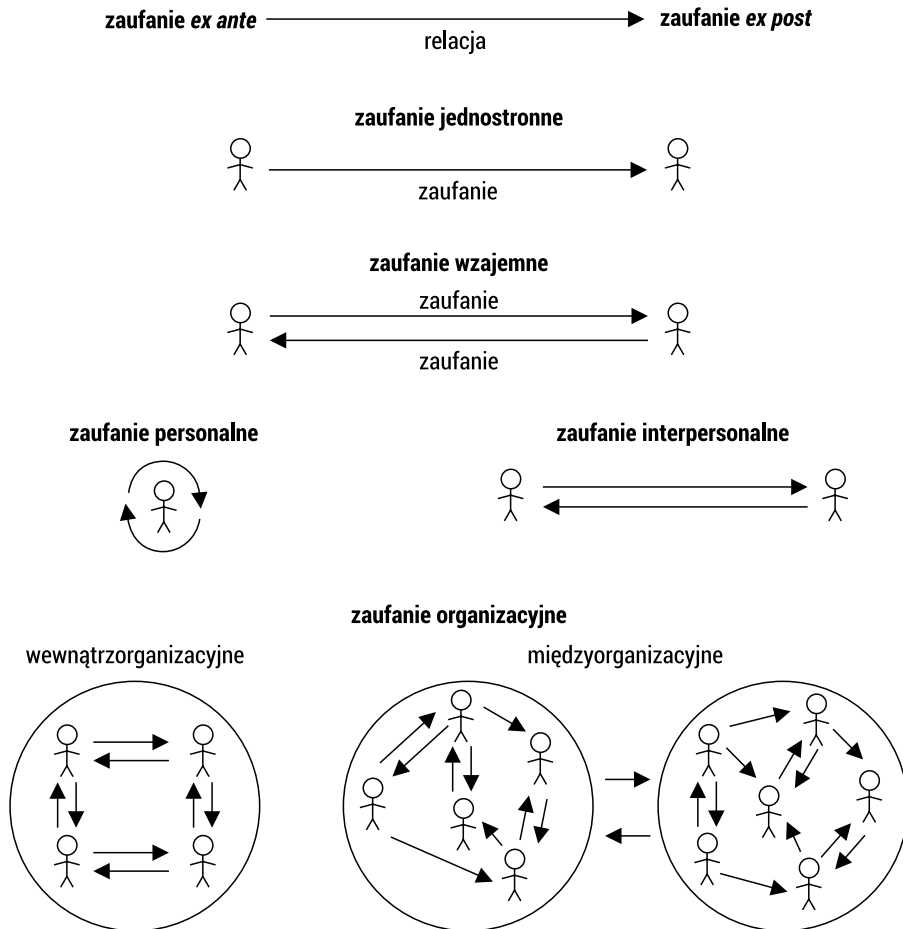 zaufanie ex ante
zaufanie ex post
relacja
zaufanie jednostronne
zaufanie
zaufanie wzajemne
zaufanie
zaufanie
zaufanie personalne
zaufanie interpersonalne
zaufanie organizacyjne
wewnątrzorganizacyjne
międzyorganizacyjne